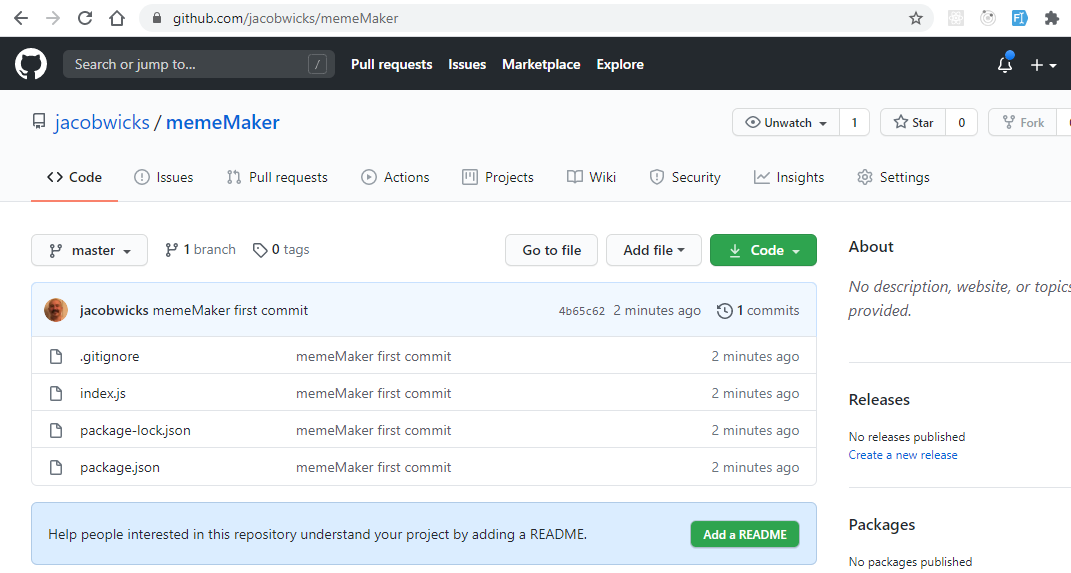 github.com/jacobwicks/memeMaker
Search or jump to... / Pull requests Issues Marketplace Explore
jacobwicks / memeMaker Unwatch 1 Star 0 Fork
Code Issues Pull requests Actions Projects Wiki Security Insights Settings
master 1 branch 0 tags Go to file Add file Code
jacobwicks memeMaker first commit 4b65c62 2 minutes ago 1 commits
.gitignore memeMaker first commit 2 minutes ago
index.js memeMaker first commit 2 minutes ago
package-lock.json memeMaker first commit 2 minutes ago
package.json memeMaker first commit 2 minutes ago
Help people interested in this repository understand your project by adding a README. Add a README
About
No description, website, or topics
provided.
Releases
No releases published
Create a new release
Packages
No packages published